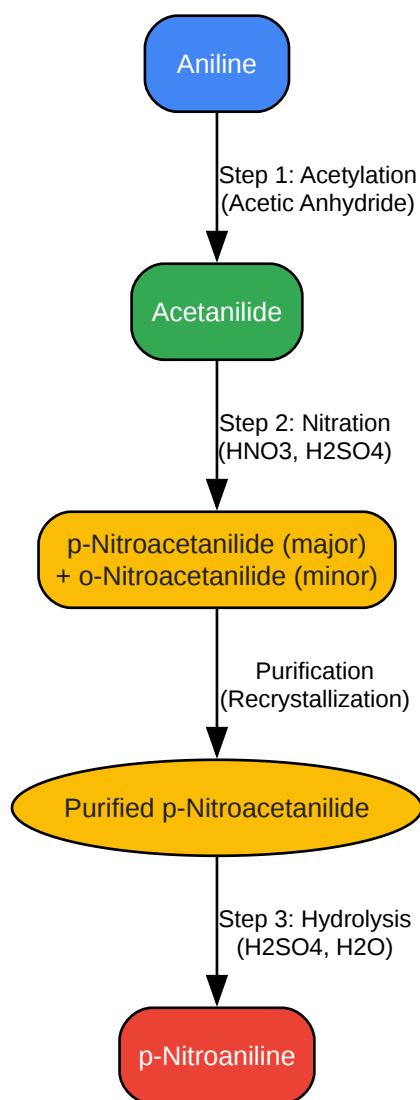 Aniline
Step 1: Acetylation
(Acetic Anhydride)
Acetanilide
Step 2: Nitration
(HNO3, H2SO4)
p-Nitroacetanilide (major)
+ o-Nitroacetanilide (minor)
Purification
(Recrystallization)
Purified p-Nitroacetanilide
Step 3: Hydrolysis
(H2SO4, H2O)
p-Nitroaniline